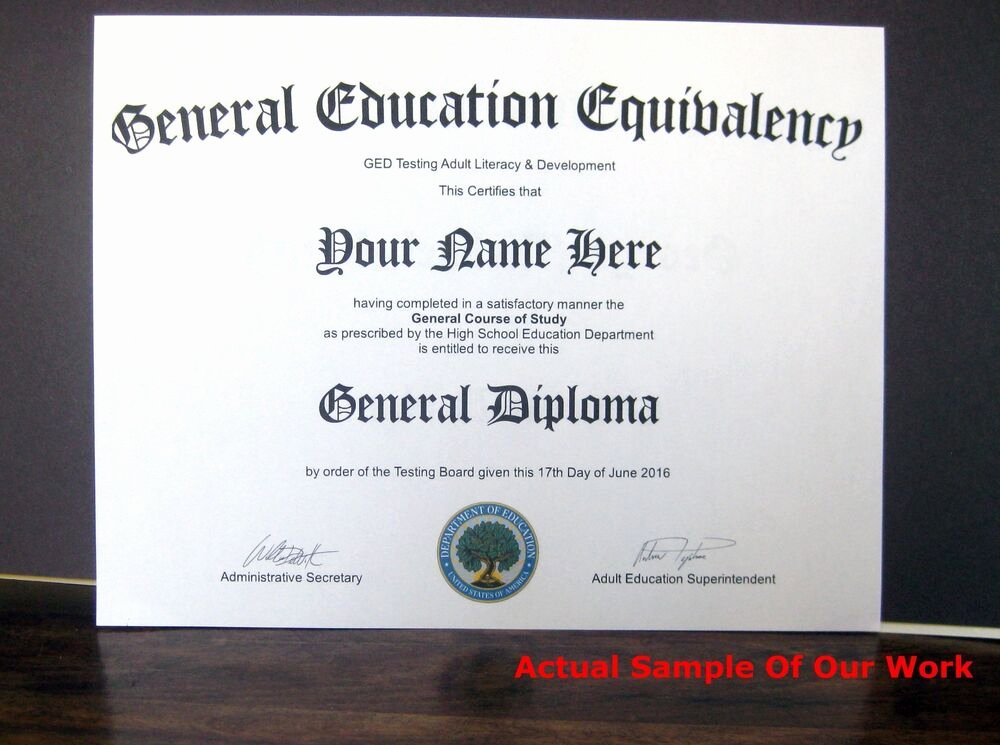 General Education Equivalency
GED Testing Adult Literacy & Development
This Certifies that
Your Name Here
having completed in a satisfactory manner the
General Course of Study
as prescribed by the High School Education Department
is entitled to receive this
General Diploma
by order of the Testing Board given this 17th Day of June 2016
DEPARTMENT OF EDUCATION
UNITED STATES OF AMERICA
Administrative Secretary
Adult Education Superintendent
Actual Sample Of Our Work